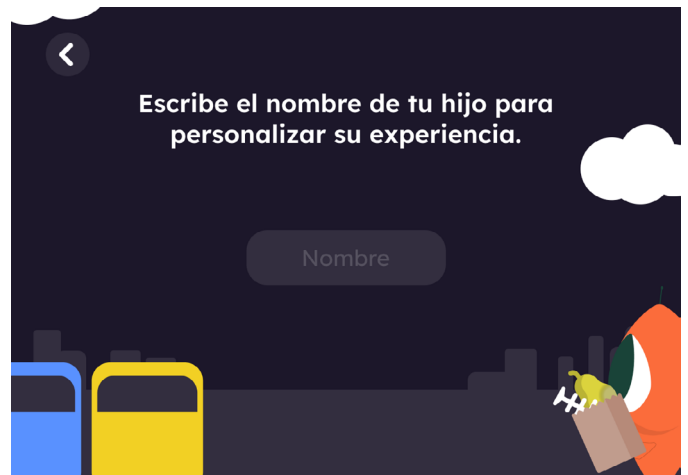 Escribe el nombre de tu hijo para
personalizar su experiencia.
Nombre